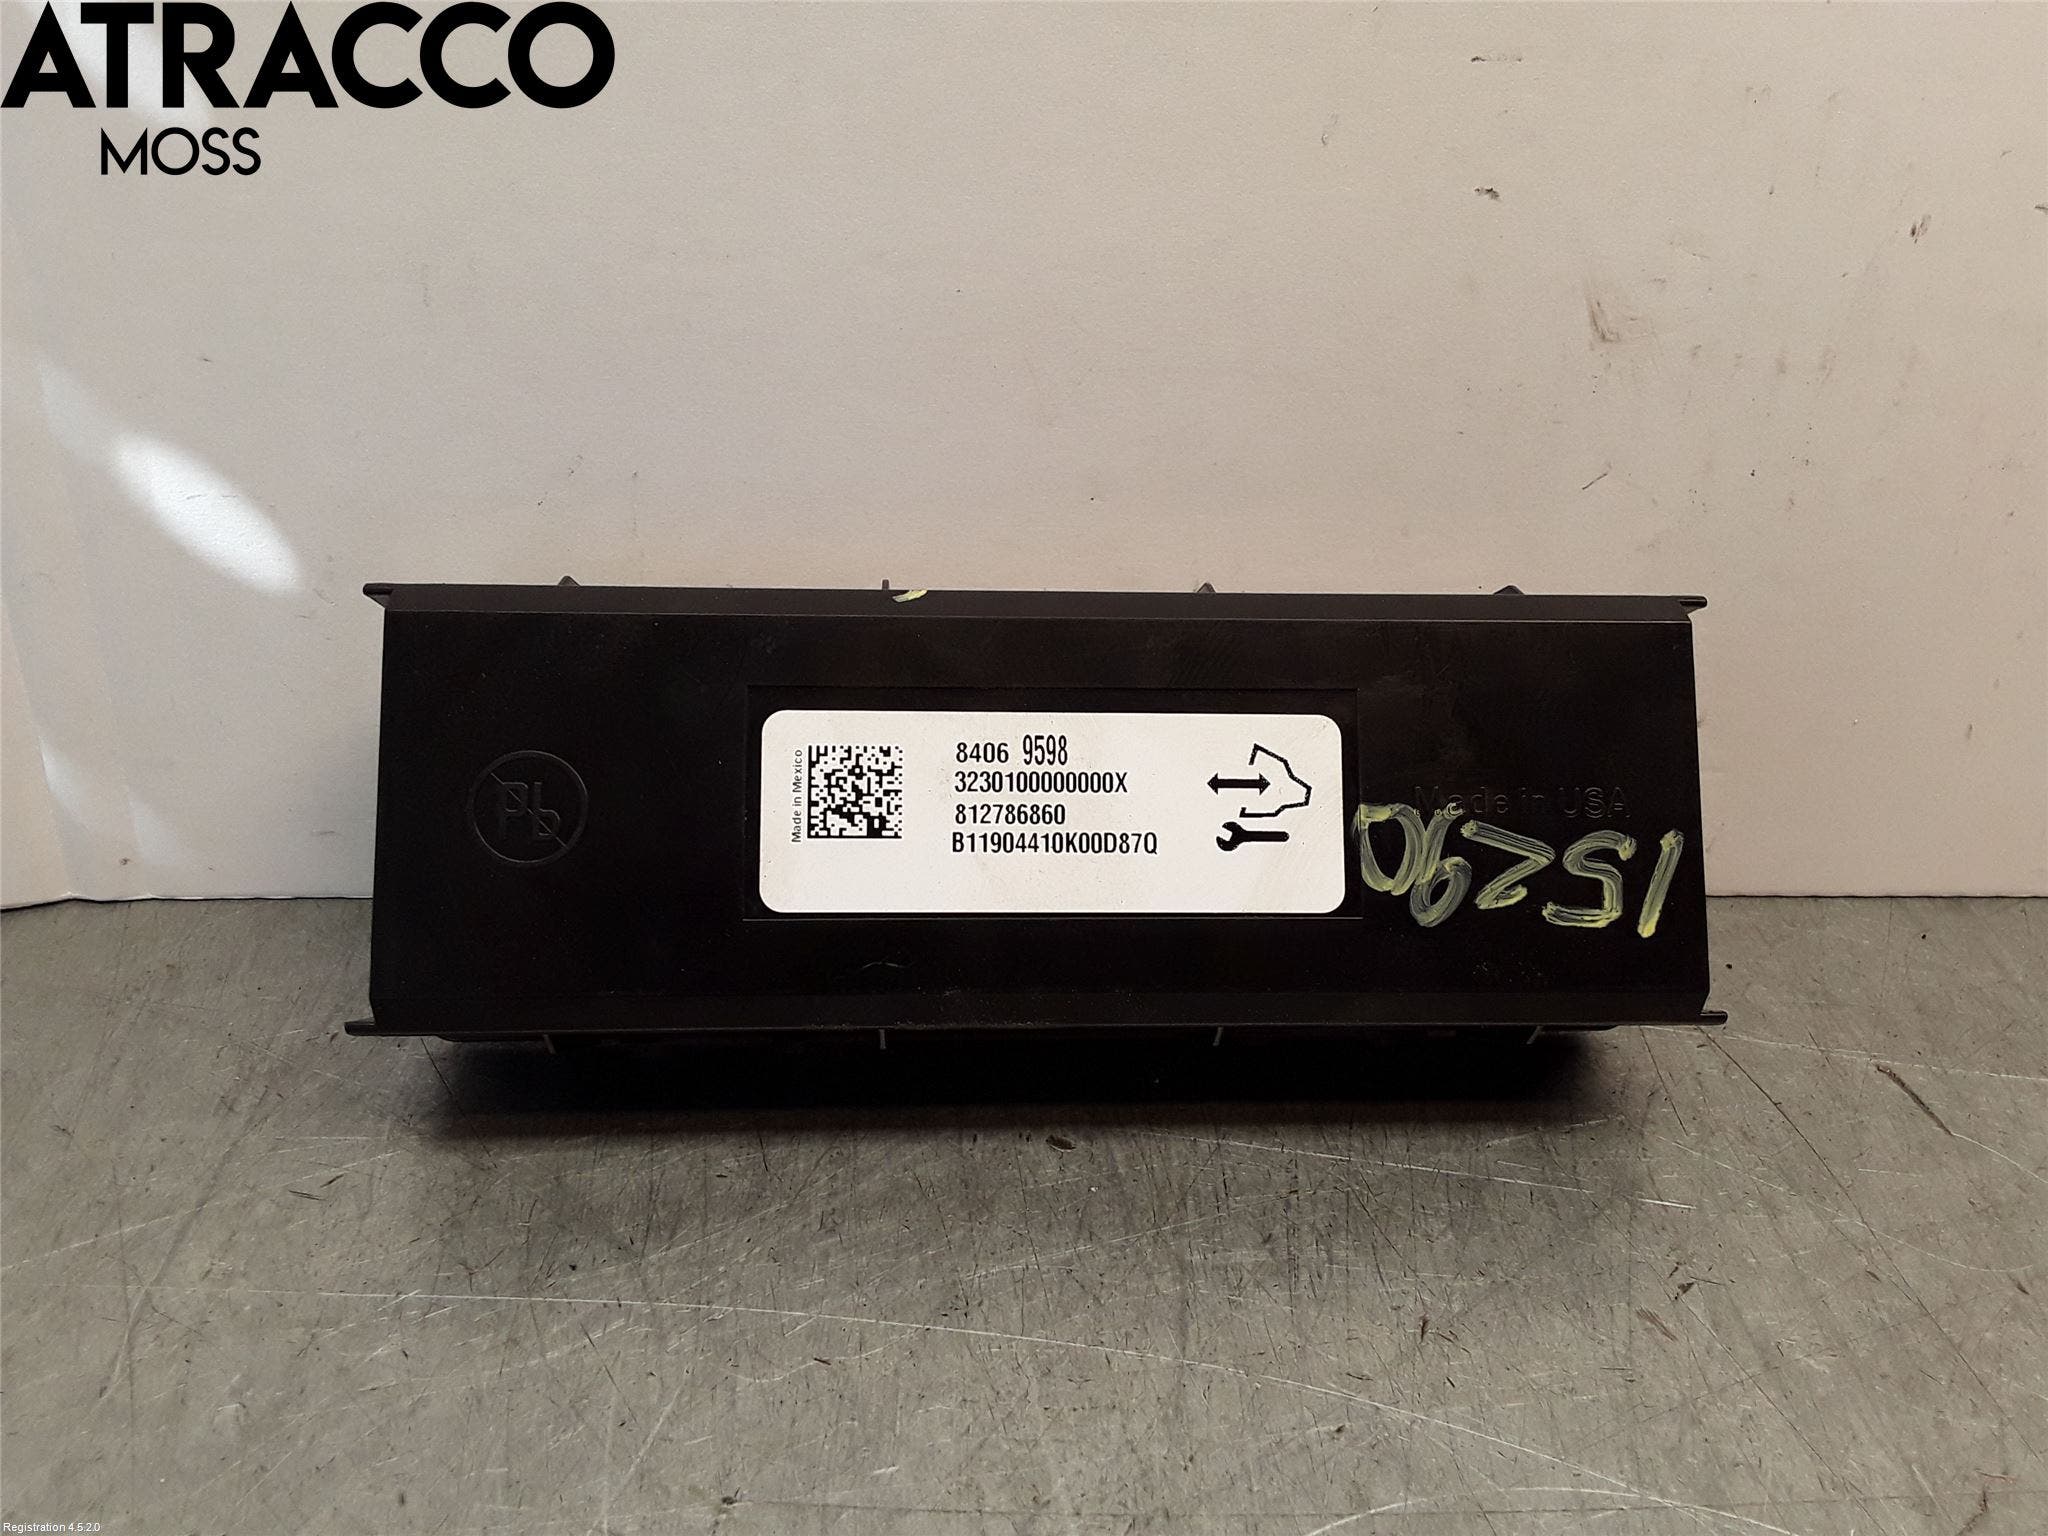 ATRACCO
MOSS
Made in Mexico
8406 9598
3230100000000X
812786860
B11904410K00D87Q
Pb
Made in USA
15290
Registration 4.5.2.0